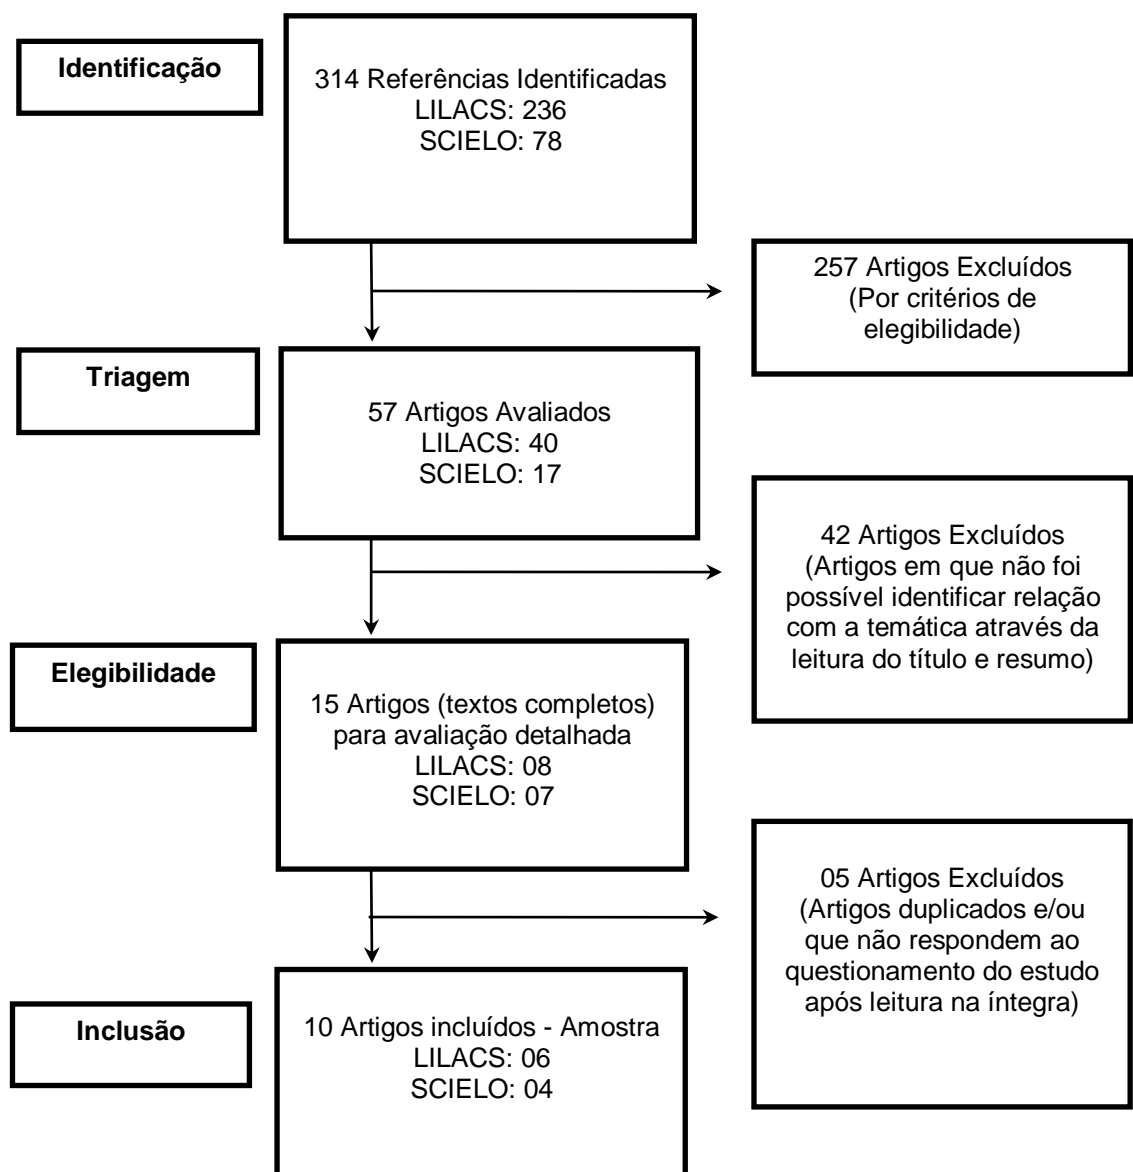 Identificação
314 Referências Identificadas
LILACS: 236
SCIELO: 78
257 Artigos Excluídos
(Por critérios de
elegibilidade)
Triagem
57 Artigos Avaliados
LILACS: 40
SCIELO: 17
42 Artigos Excluídos
(Artigos em que não foi
possível identificar relação
com a temática através da
leitura do título e resumo)
Elegibilidade
15 Artigos (textos completos)
para avaliação detalhada
LILACS: 08
SCIELO: 07
05 Artigos Excluídos
(Artigos duplicados e/ou
que não respondem ao
questionamento do estudo
após leitura na íntegra)
Inclusão
10 Artigos incluídos - Amostra
LILACS: 06
SCIELO: 04